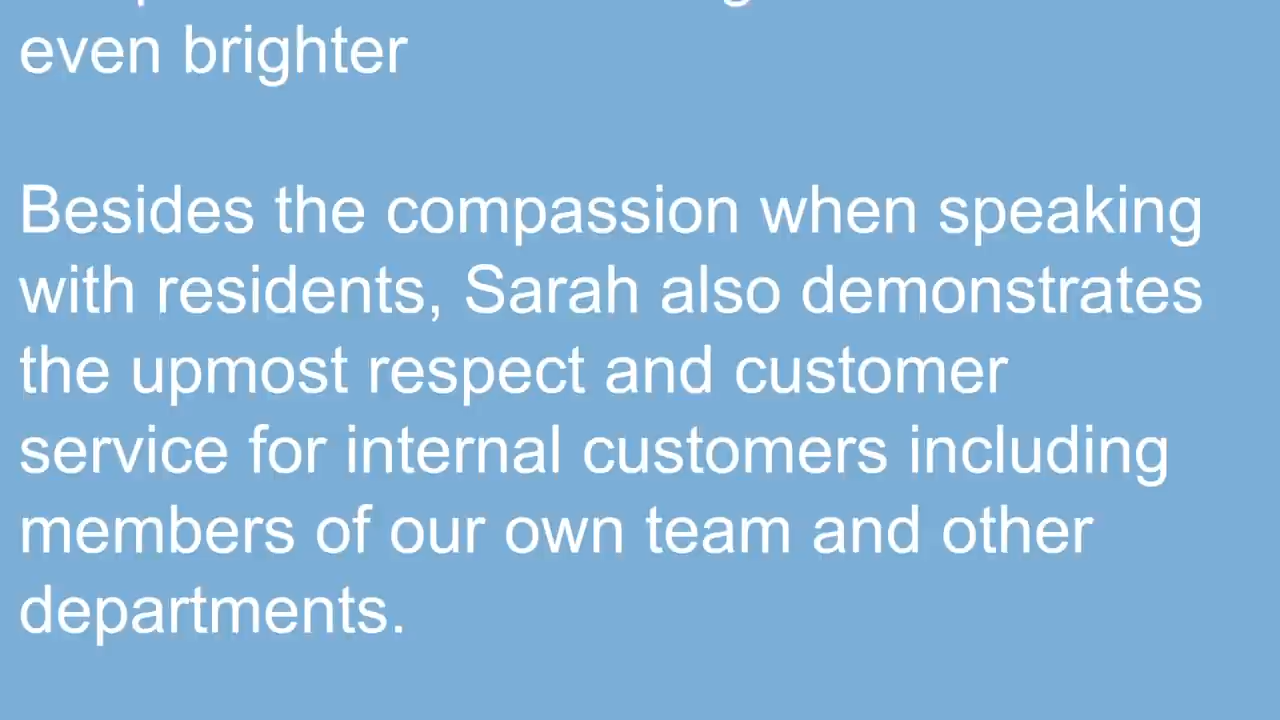 even brighter
Besides the compassion when speaking
with residents, Sarah also demonstrates
the upmost respect and customer
service for internal customers including
members of our own team and other
departments.